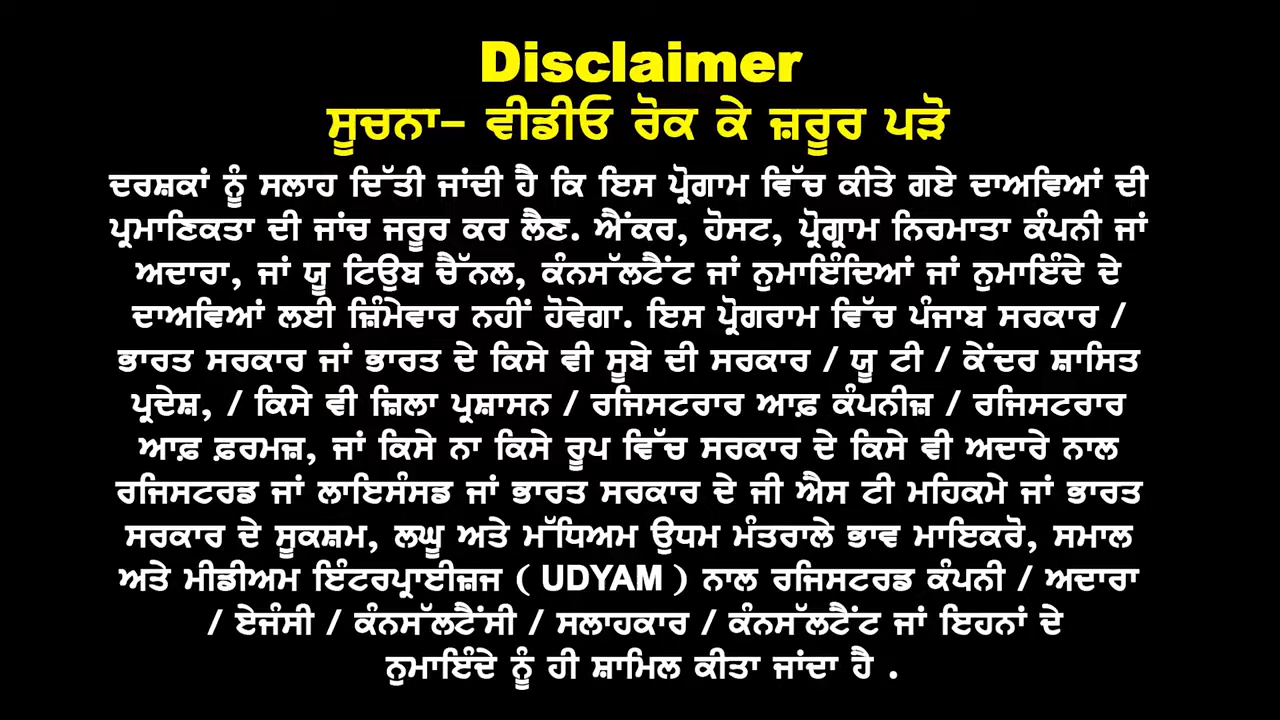 Disclaimer
ਸੂਚਨਾ- ਵੀਡੀਓ ਰੋਕ ਕੇ ਜ਼ਰੂਰ ਪੜੋ
ਦਰਸ਼ਕਾਂ ਨੂੰ ਸਲਾਹ ਦਿੱਤੀ ਜਾਂਦੀ ਹੈ ਕਿ ਇਸ ਪ੍ਰੋਗਾਮ ਵਿੱਚ ਕੀਤੇ ਗਏ ਦਾਅਵਿਆਂ ਦੀ
ਪ੍ਰਮਾਣਿਕਤਾ ਦੀ ਜਾਂਚ ਜਰੂਰ ਕਰ ਲੈਣ. ਐਂਕਰ, ਹੋਸਟ, ਪ੍ਰੋਗ੍ਰਾਮ ਨਿਰਮਾਤਾ ਕੰਪਨੀ ਜਾਂ
ਅਦਾਰਾ, ਜਾਂ ਯੂ ਟਿਊਬ ਚੈੱਨਲ, ਕੰਨਸੱਲਟੈਂਟ ਜਾਂ ਨੁਮਾਇੰਦਿਆਂ ਜਾਂ ਨੁਮਾਇੰਦੇ ਦੇ
ਦਾਅਵਿਆਂ ਲਈ ਜ਼ਿੰਮੇਵਾਰ ਨਹੀਂ ਹੋਵੇਗਾ. ਇਸ ਪ੍ਰੋਗਰਾਮ ਵਿੱਚ ਪੰਜਾਬ ਸਰਕਾਰ /
ਭਾਰਤ ਸਰਕਾਰ ਜਾਂ ਭਾਰਤ ਦੇ ਕਿਸੇ ਵੀ ਸੂਬੇ ਦੀ ਸਰਕਾਰ / ਯੂ ਟੀ / ਕੇਂਦਰ ਸ਼ਾਸਿਤ
ਪ੍ਰਦੇਸ਼, / ਕਿਸੇ ਵੀ ਜ਼ਿਲਾ ਪ੍ਰਸ਼ਾਸਨ / ਰਜਿਸਟਰਾਰ ਆਫ਼ ਕੰਪਨੀਜ਼ / ਰਜਿਸਟਰਾਰ
ਆਫ਼ ਫ਼ਰਮਜ਼, ਜਾਂ ਕਿਸੇ ਨਾ ਕਿਸੇ ਰੂਪ ਵਿੱਚ ਸਰਕਾਰ ਦੇ ਕਿਸੇ ਵੀ ਅਦਾਰੇ ਨਾਲ
ਰਜਿਸਟਰਡ ਜਾਂ ਲਾਇਸੰਸਡ ਜਾਂ ਭਾਰਤ ਸਰਕਾਰ ਦੇ ਜੀ ਐਸ ਟੀ ਮਹਿਕਮੇ ਜਾਂ ਭਾਰਤ
ਸਰਕਾਰ ਦੇ ਸੂਕਸ਼ਮ, ਲਘੂ ਅਤੇ ਮੱਧਿਅਮ ਉਧਮ ਮੰਤਰਾਲੇ ਭਾਵ ਮਾਇਕਰੋ, ਸਮਾਲ
ਅਤੇ ਮੀਡੀਅਮ ਇੰਟਰਪ੍ਰਾਈਜ਼ਜ ( UDYAM ) ਨਾਲ ਰਜਿਸਟਰਡ ਕੰਪਨੀ / ਅਦਾਰਾ
/ ਏਜੰਸੀ / ਕੰਨਸੱਲਟੈਂਸੀ / ਸਲਾਹਕਾਰ / ਕੰਨਸੱਲਟੈਂਟ ਜਾਂ ਇਹਨਾਂ ਦੇ
ਨੁਮਾਇੰਦੇ ਨੂੰ ਹੀ ਸ਼ਾਮਿਲ ਕੀਤਾ ਜਾਂਦਾ ਹੈ .